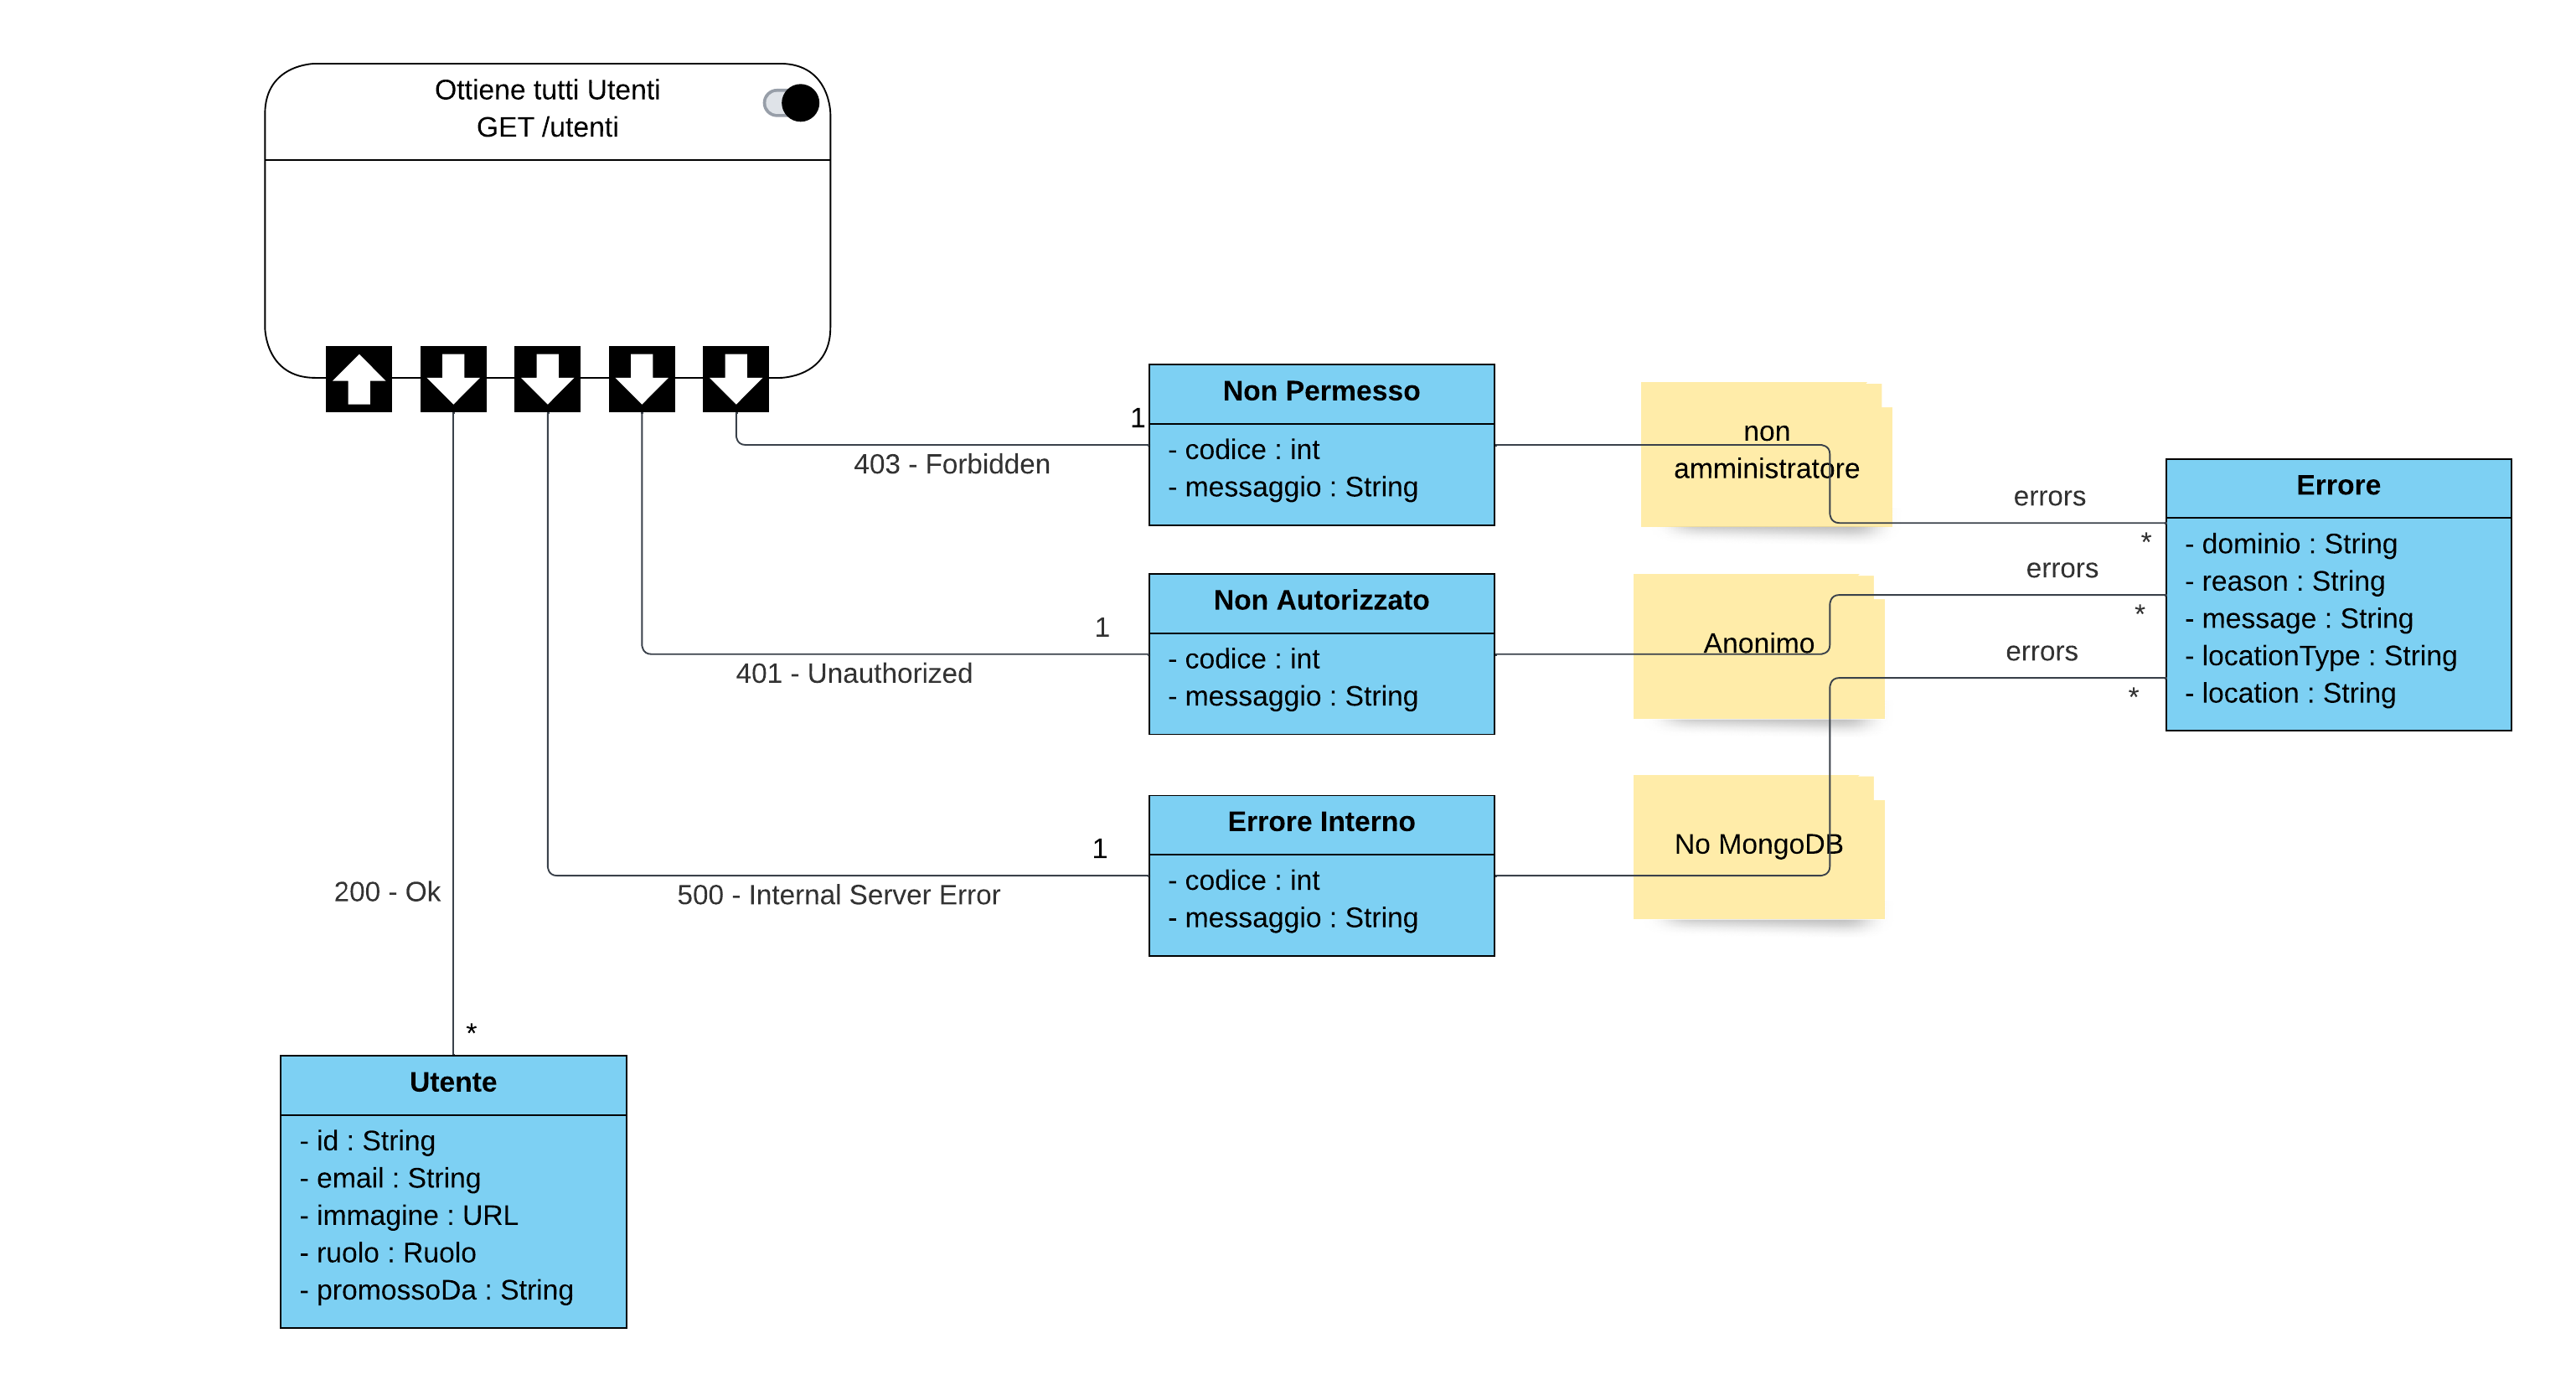 Ottiene tutti Utenti
GET /utenti
1
403 - Forbidden
Non Permesso
- codice : int
- messaggio : String
non
amministratore
errors
*
1
401 - Unauthorized
Non Autorizzato
- codice : int
- messaggio : String
Anonimo
errors
*
1
500 - Internal Server Error
Errore Interno
- codice : int
- messaggio : String
No MongoDB
errors
*
Errore
- dominio : String
- reason : String
- message : String
- locationType : String
- location : String
200 - Ok
*
Utente
- id : String
- email : String
- immagine : URL
- ruolo : Ruolo
- promossoDa : String